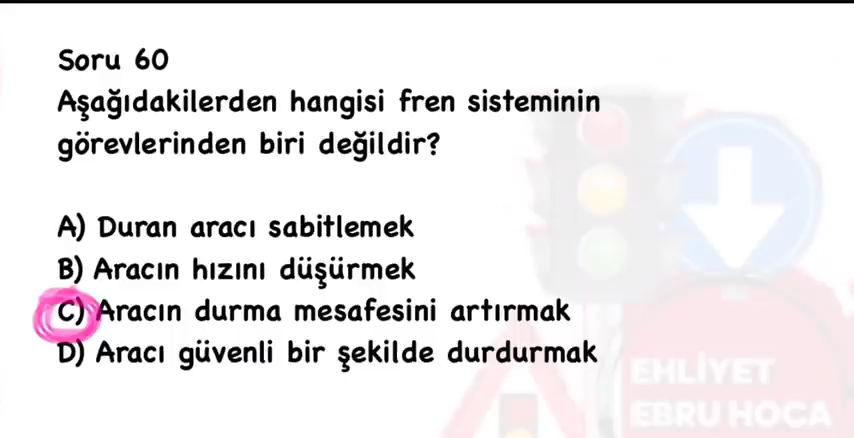 Soru 60
Aşağıdakilerden hangisi fren sisteminin
görevlerinden biri değildir?
A) Duran aracı sabitlemek
B) Aracın hızını düşürmek
C) Aracın durma mesafesini artırmak
D) Aracı güvenli bir şekilde durdurmak
EHLİYET
EBRU HOCA